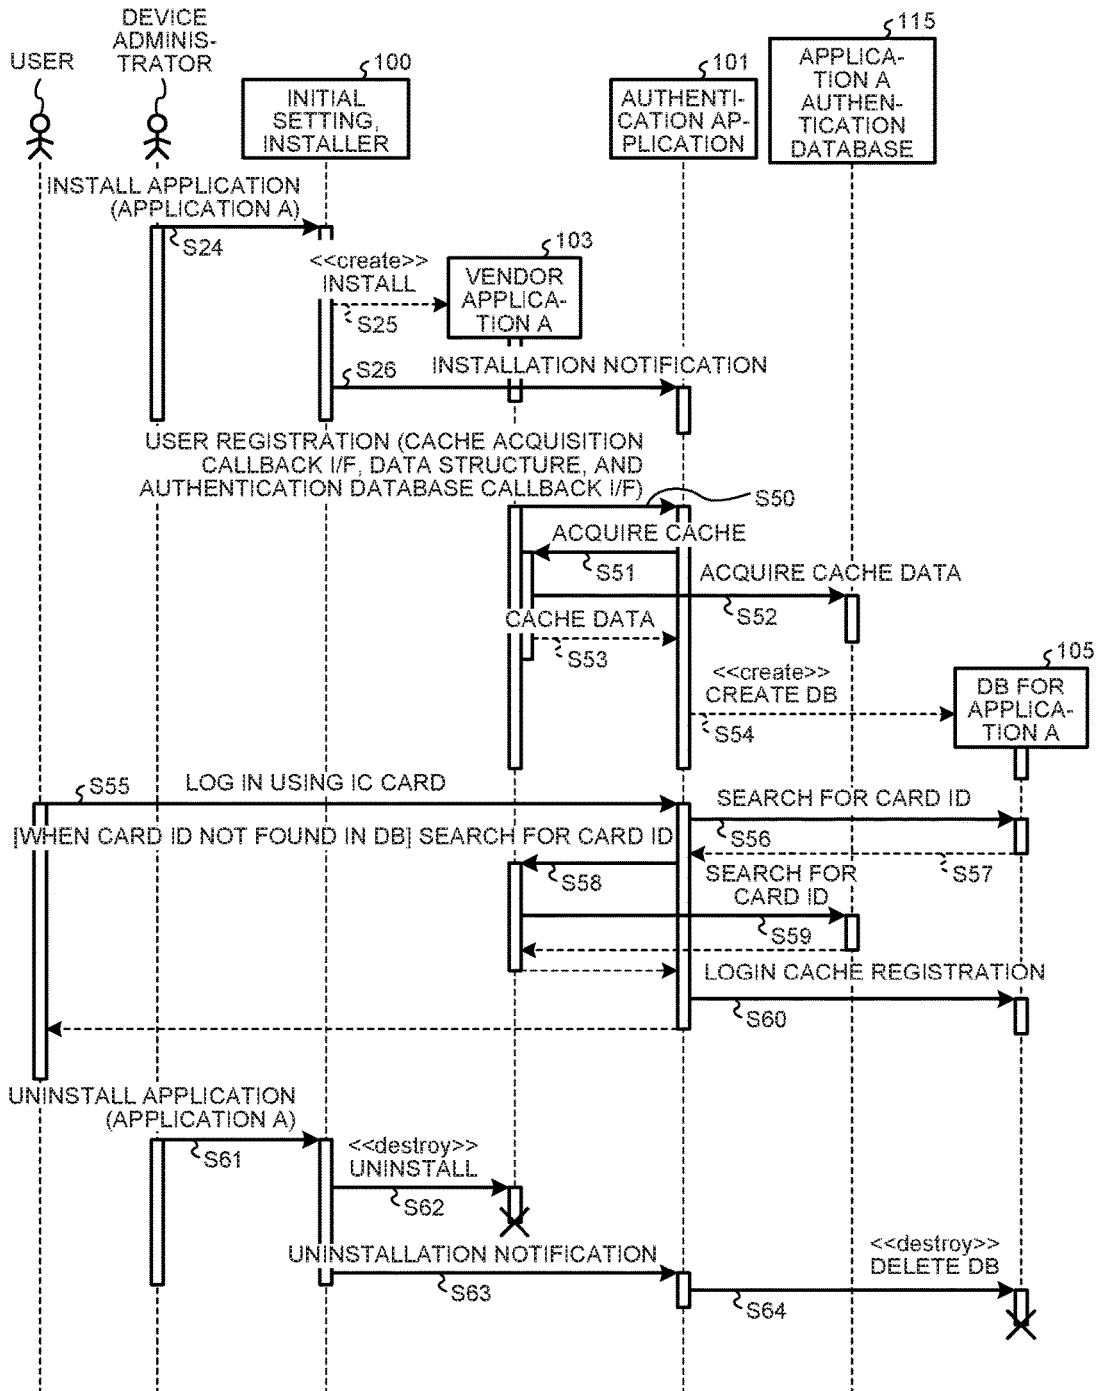 USER
DEVICE
ADMINIS-
TRATOR
100
INITIAL
SETTING,
INSTALLER
101
AUTHENTI-
CATION AP-
PLICATION
115
APPLICA-
TION A
AUTHEN-
TICATION
DATABASE
INSTALL APPLICATION
(APPLICATION A)
S24
<<create>>
INSTALL
S25
103
VENDOR
APPLICA-
TION A
S26
INSTALLATION NOTIFICATION
USER REGISTRATION (CACHE ACQUISITION
CALLBACK I/F, DATA STRUCTURE, AND
AUTHENTICATION DATABASE CALLBACK I/F)
S50
ACQUIRE CACHE
S51
ACQUIRE CACHE DATA
S52
CACHE DATA
S53
<<create>>
CREATE DB
S54
105
DB FOR
APPLICA-
TION A
S55
LOG IN USING IC CARD
SEARCH FOR CARD ID
S56
[WHEN CARD ID NOT FOUND IN DB] SEARCH FOR CARD ID
S57
S58
SEARCH FOR
CARD ID
S59
LOGIN CACHE REGISTRATION
S60
UNINSTALL APPLICATION
(APPLICATION A)
S61
<<destroy>>
UNINSTALL
S62
UNINSTALLATION NOTIFICATION
S63
<<destroy>>
DELETE DB
S64